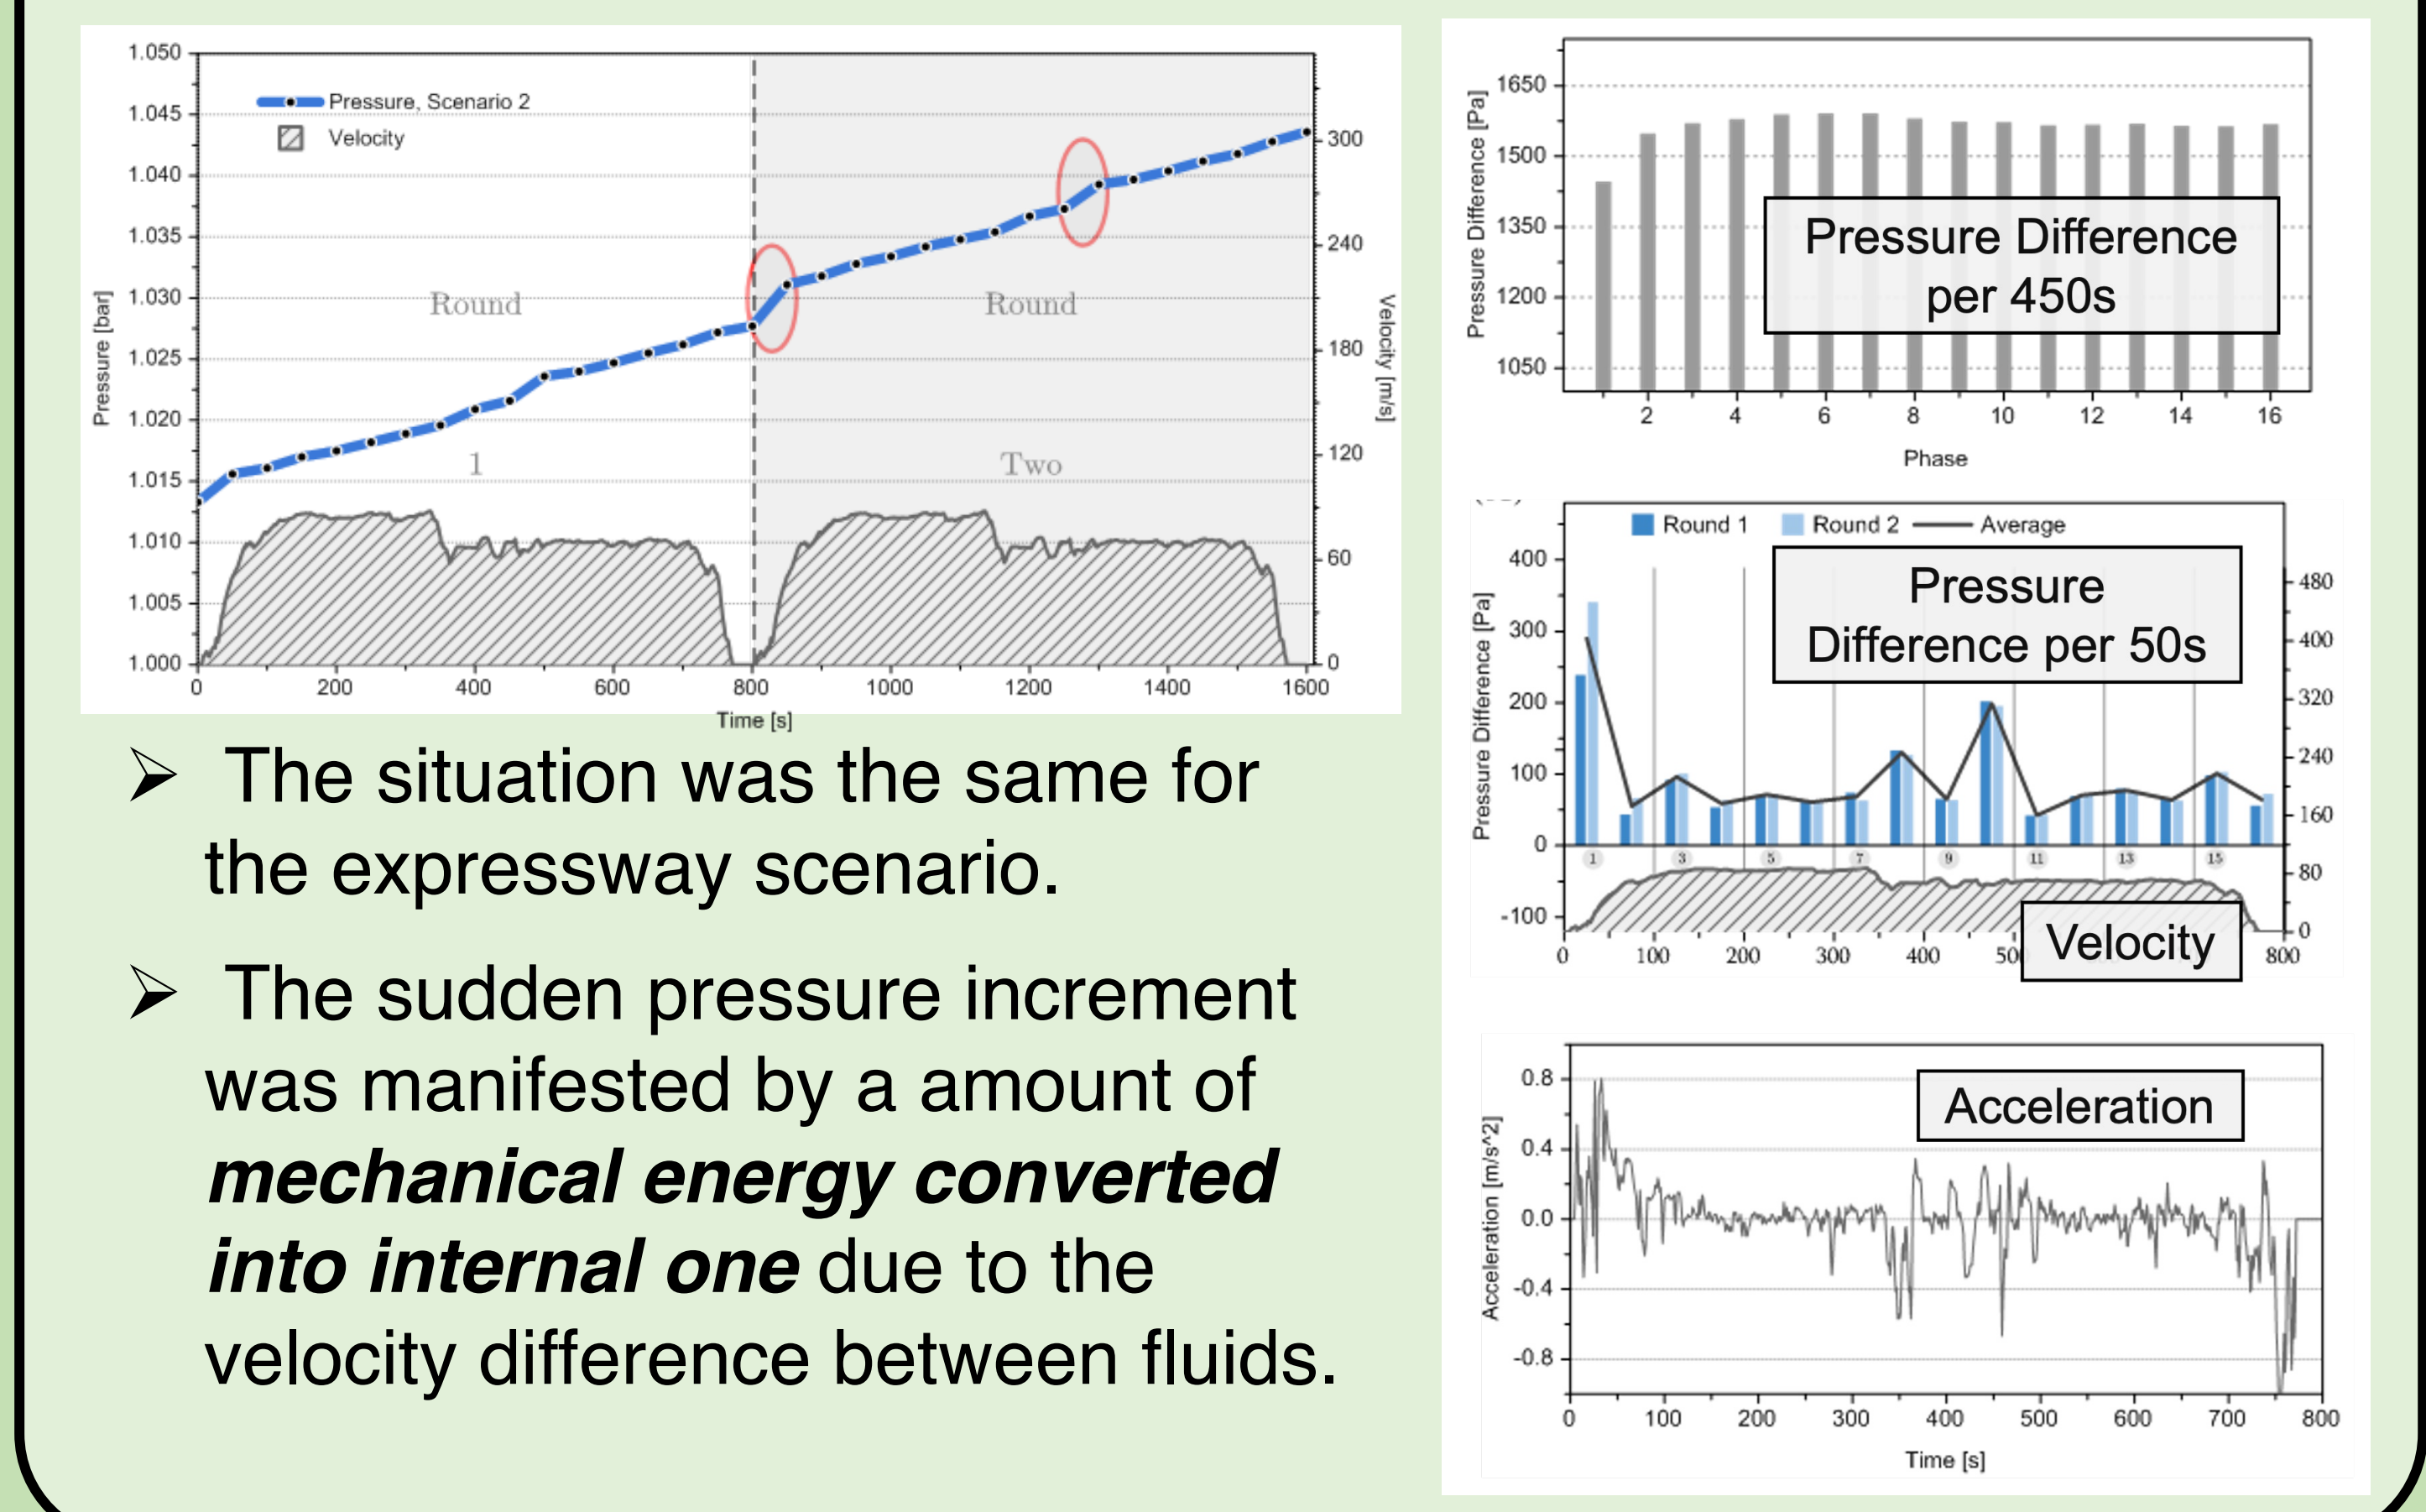 1.050
1.045
1.040
1.035
1.030
1.025
1.020
1.015
1.010
1.005
1.000
Pressure [bar]
Pressure, Scenario 2
Velocity
Round
1
Round
Two
300
240
180
120
60
0
Velocity [m/s]
0 200 400 600 800 1000 1200 1400 1600
Time [s]
➢ The situation was the same for
the expressway scenario.
➢ The sudden pressure increment
was manifested by a amount of
mechanical energy converted
into internal one due to the
velocity difference between fluids.
1650
1500
1350
1200
1050
Pressure Difference [Pa]
Pressure Difference
per 450s
2 4 6 8 10 12 14 16
Phase
Round 1 Round 2 Average
400
300
200
100
0
-100
Pressure Difference [Pa]
Pressure
Difference per 50s
480
400
320
240
160
80
0
1 3 5 7 9 11 13 15
Velocity
0 100 200 300 400 800
Acceleration
0.8
0.4
0.0
-0.4
-0.8
Acceleration [m/s^2]
0 100 200 300 400 500 600 700 800
Time [s]